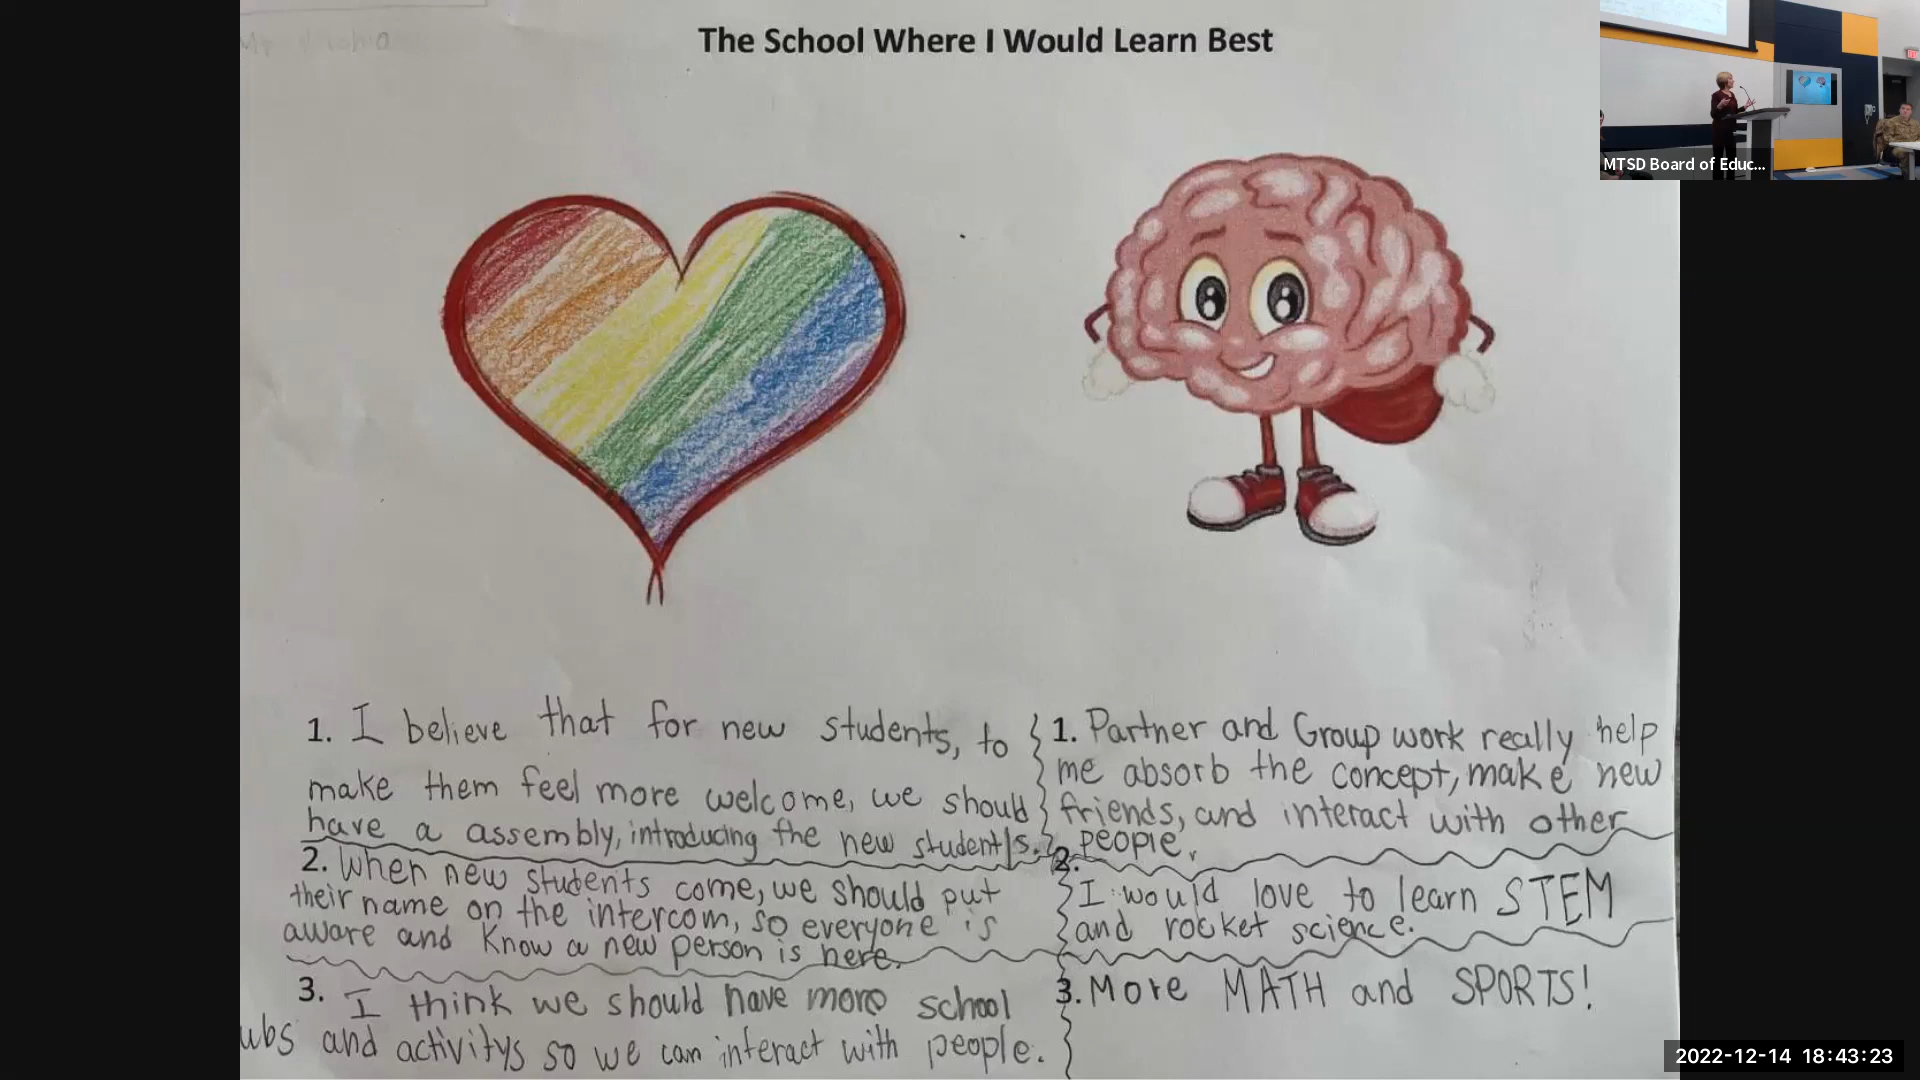 The School Where I Would Learn Best
MTSD Board of Educ...
1. I believe that for new students, to
make them feel more welcome, we should
have a assembly, introducing the new student/s.
2. When new students come, we should put
their name on the intercom, so everyone is
aware and know a new person is here.
3. I think we should have more school
ubs and activitys so we can interact with people.
1. Partner and Group work really help
me absorb the concept, make new
friends, and interact with other
people.
2.
I would love to learn STEM
and rocket science.
3. More MATH and SPORTS!
2022-12-14 18:43:23